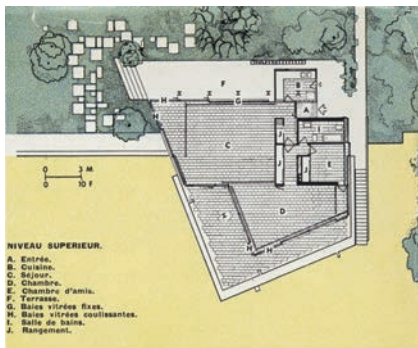 F
B
H
G
A
H
J
I
C
J
J
E
0 3 M
0 10 F
S
D
H
H
NIVEAU SUPERIEUR.
A. Entrée.
B. Cuisine.
C. Séjour.
D. Chambre.
E. Chambre d'amis.
F. Terrasse.
G. Baies vitrées fixes.
H. Baies vitrées coulissantes.
I. Salle de bains.
J. Rangement.